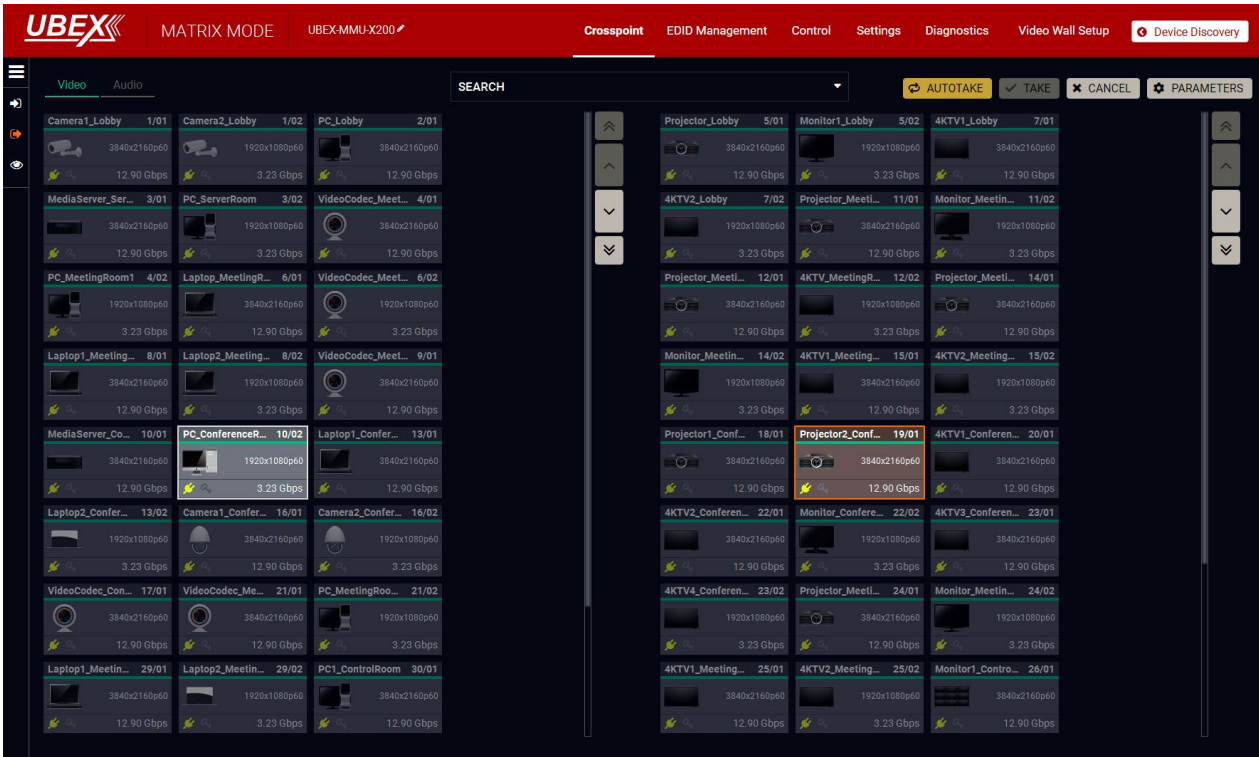 UBEX MATRIX MODE UBEX-MMU-X200 Crosspoint EDID Management Control Settings Diagnostics Video Wall Setup Device Discovery
Video Audio SEARCH AUTOTAKE TAKE CANCEL PARAMETERS
Camera1_Lobby 1/01 Camera2_Lobby 1/02 PC_Lobby 2/01 Projector_Lobby 5/01 Monitor1_Lobby 5/02 4KTV1_Lobby 7/01
3840x2160p60 1920x1080p60 3840x2160p60 3840x2160p60 1920x1080p60 3840x2160p60
12.90 Gbps 3.23 Gbps 12.90 Gbps 12.90 Gbps 3.23 Gbps 12.90 Gbps
MediaServer_Ser... 3/01 PC_ServerRoom 3/02 VideoCodec_Meet... 4/01 4KTV2_Lobby 7/02 Projector_Meeti... 11/01 Monitor_Meetin... 11/02
3840x2160p60 1920x1080p60 3840x2160p60 1920x1080p60 3840x2160p60 1920x1080p60
12.90 Gbps 3.23 Gbps 12.90 Gbps 3.23 Gbps 12.90 Gbps 3.23 Gbps
PC_MeetingRoom1 4/02 Laptop_MeetingR... 6/01 VideoCodec_Meet... 6/02 Projector_Meeti... 12/01 4KTV_MeetingR... 12/02 Projector_Meeti... 14/01
1920x1080p60 3840x2160p60 1920x1080p60 3840x2160p60 1920x1080p60 3840x2160p60
3.23 Gbps 12.90 Gbps 3.23 Gbps 12.90 Gbps 3.23 Gbps 12.90 Gbps
Laptop1_Meeting... 8/01 Laptop2_Meeting... 8/02 VideoCodec_Meet... 9/01 Monitor_Meetin... 14/02 4KTV1_Meeting... 15/01 4KTV2_Meeting... 15/02
3840x2160p60 1920x1080p60 3840x2160p60 1920x1080p60 3840x2160p60 1920x1080p60
12.90 Gbps 3.23 Gbps 12.90 Gbps 3.23 Gbps 12.90 Gbps 3.23 Gbps
MediaServer_Co... 10/01 PC_ConferenceR... 10/02 Laptop1_Confer... 13/01 Projector1_Conf... 18/01 Projector2_Conf... 19/01 4KTV1_Conferen... 20/01
3840x2160p60 1920x1080p60 3840x2160p60 3840x2160p60 3840x2160p60 3840x2160p60
12.90 Gbps 3.23 Gbps 12.90 Gbps 12.90 Gbps 12.90 Gbps 12.90 Gbps
Laptop2_Confer... 13/02 Camera1_Confer... 16/01 Camera2_Confer... 16/02 4KTV2_Conferen... 22/01 Monitor_Confere... 22/02 4KTV3_Conferen... 23/01
1920x1080p60 3840x2160p60 1920x1080p60 3840x2160p60 1920x1080p60 3840x2160p60
3.23 Gbps 12.90 Gbps 3.23 Gbps 12.90 Gbps 3.23 Gbps 12.90 Gbps
VideoCodec_Con... 17/01 VideoCodec_Me... 21/01 PC_MeetingRoo... 21/02 4KTV4_Conferen... 23/02 Projector_Meeti... 24/01 Monitor_Meetin... 24/02
3840x2160p60 3840x2160p60 1920x1080p60 1920x1080p60 3840x2160p60 1920x1080p60
12.90 Gbps 12.90 Gbps 3.23 Gbps 3.23 Gbps 12.90 Gbps 3.23 Gbps
Laptop1_Meetin... 29/01 Laptop2_Meetin... 29/02 PC1_ControlRoom 30/01 4KTV1_Meeting... 25/01 4KTV2_Meeting... 25/02 Monitor1_Contro... 26/01
3840x2160p60 1920x1080p60 3840x2160p60 3840x2160p60 1920x1080p60 3840x2160p60
12.90 Gbps 3.23 Gbps 12.90 Gbps 12.90 Gbps 3.23 Gbps 12.90 Gbps